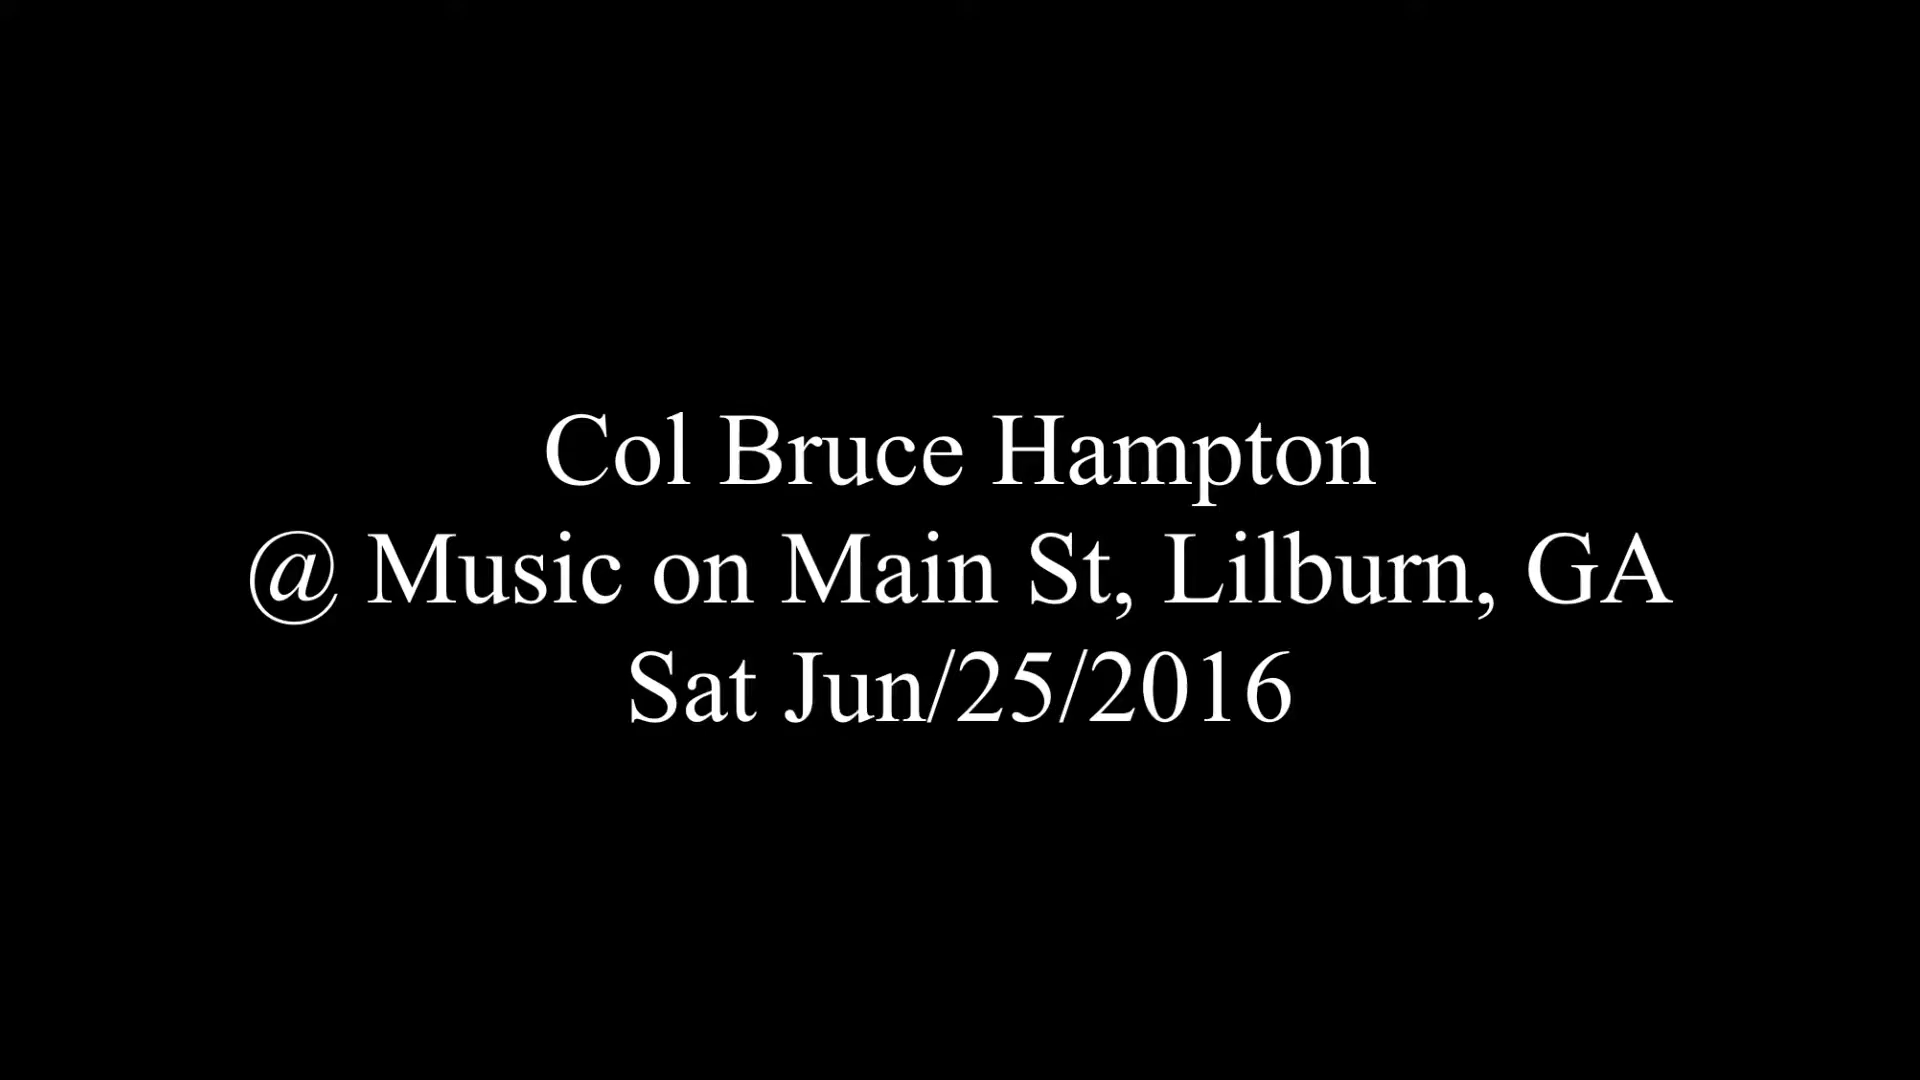 Col Bruce Hampton
@ Music on Main St, Lilburn, GA
Sat Jun/25/2016